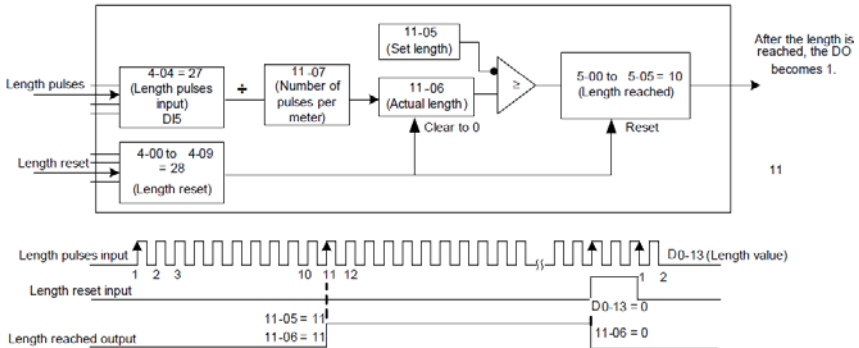 After the length is
reached, the DO
becomes 1.
11-05
(Set length)
Length pulses
4-04 = 27
(Length pulses
input)
DI5
÷
11-07
(Number of
pulses per
meter)
11-06
(Actual length)
≥
5-00 to 5-05 = 10
(Length reached)
Clear to 0
Reset
Length reset
4-00 to 4-09
= 28
(Length reset)
11
Length pulses input
1 2 3 10 11 12 1 2
D0-13 (Length value)
Length reset input
D0-13 = 0
11-05 = 11
Length reached output
11-06 = 11
11-06 = 0